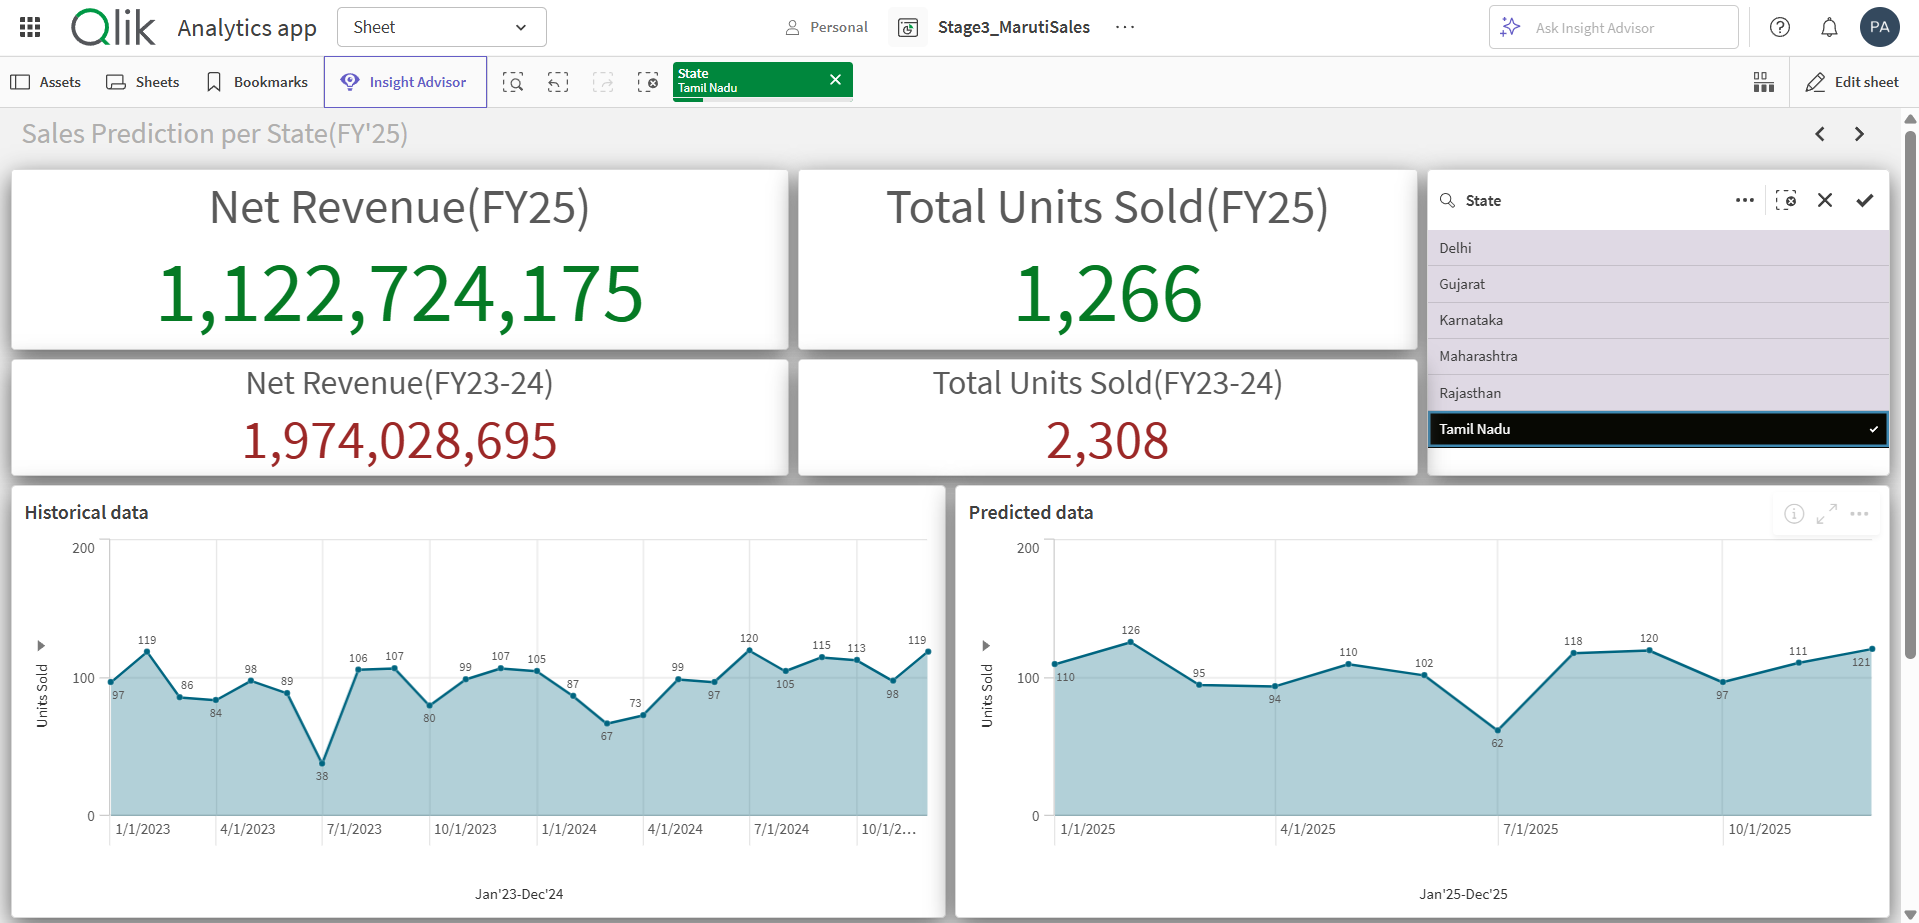 Qlik
Analytics app
Sheet
Personal
Stage3_MarutiSales
Ask Insight Advisor
PA
Assets
Sheets
Bookmarks
Insight Advisor
State
Tamil Nadu
Edit sheet
Sales Prediction per State(FY'25)
Net Revenue(FY25)
1,122,724,175
Total Units Sold(FY25)
1,266
Net Revenue(FY23-24)
1,974,028,695
Total Units Sold(FY23-24)
2,308
State
Delhi
Gujarat
Karnataka
Maharashtra
Rajasthan
Tamil Nadu
Historical data
Units Sold
200
100
0
97
119
86
84
98
89
38
106
107
80
99
107
105
87
67
73
99
97
120
105
115
113
98
119
1/1/2023
4/1/2023
7/1/2023
10/1/2023
1/1/2024
4/1/2024
7/1/2024
10/1/2...
Jan'23-Dec'24
Predicted data
Units Sold
200
100
0
110
126
95
94
110
102
62
118
120
97
111
121
1/1/2025
4/1/2025
7/1/2025
10/1/2025
Jan'25-Dec'25